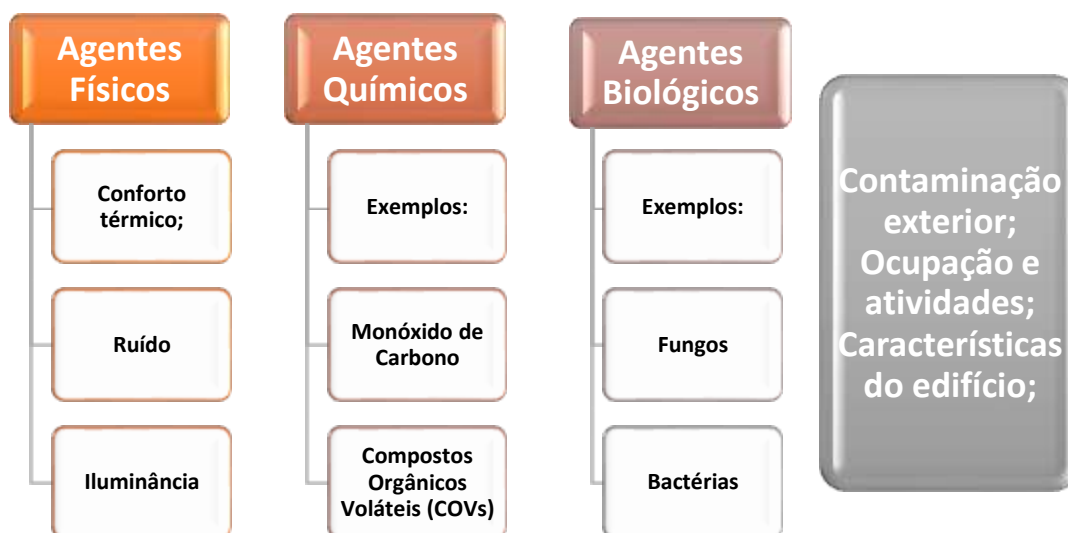 Agentes
Físicos
Conforto
térmico;
Ruído
Iluminância
Agentes
Químicos
Exemplos:
Monóxido de
Carbono
Compostos
Orgânicos
Voláteis (COVs)
Agentes
Biológicos
Exemplos:
Fungos
Bactérias
Contaminação
exterior;
Ocupação e
atividades;
Características
do edifício;